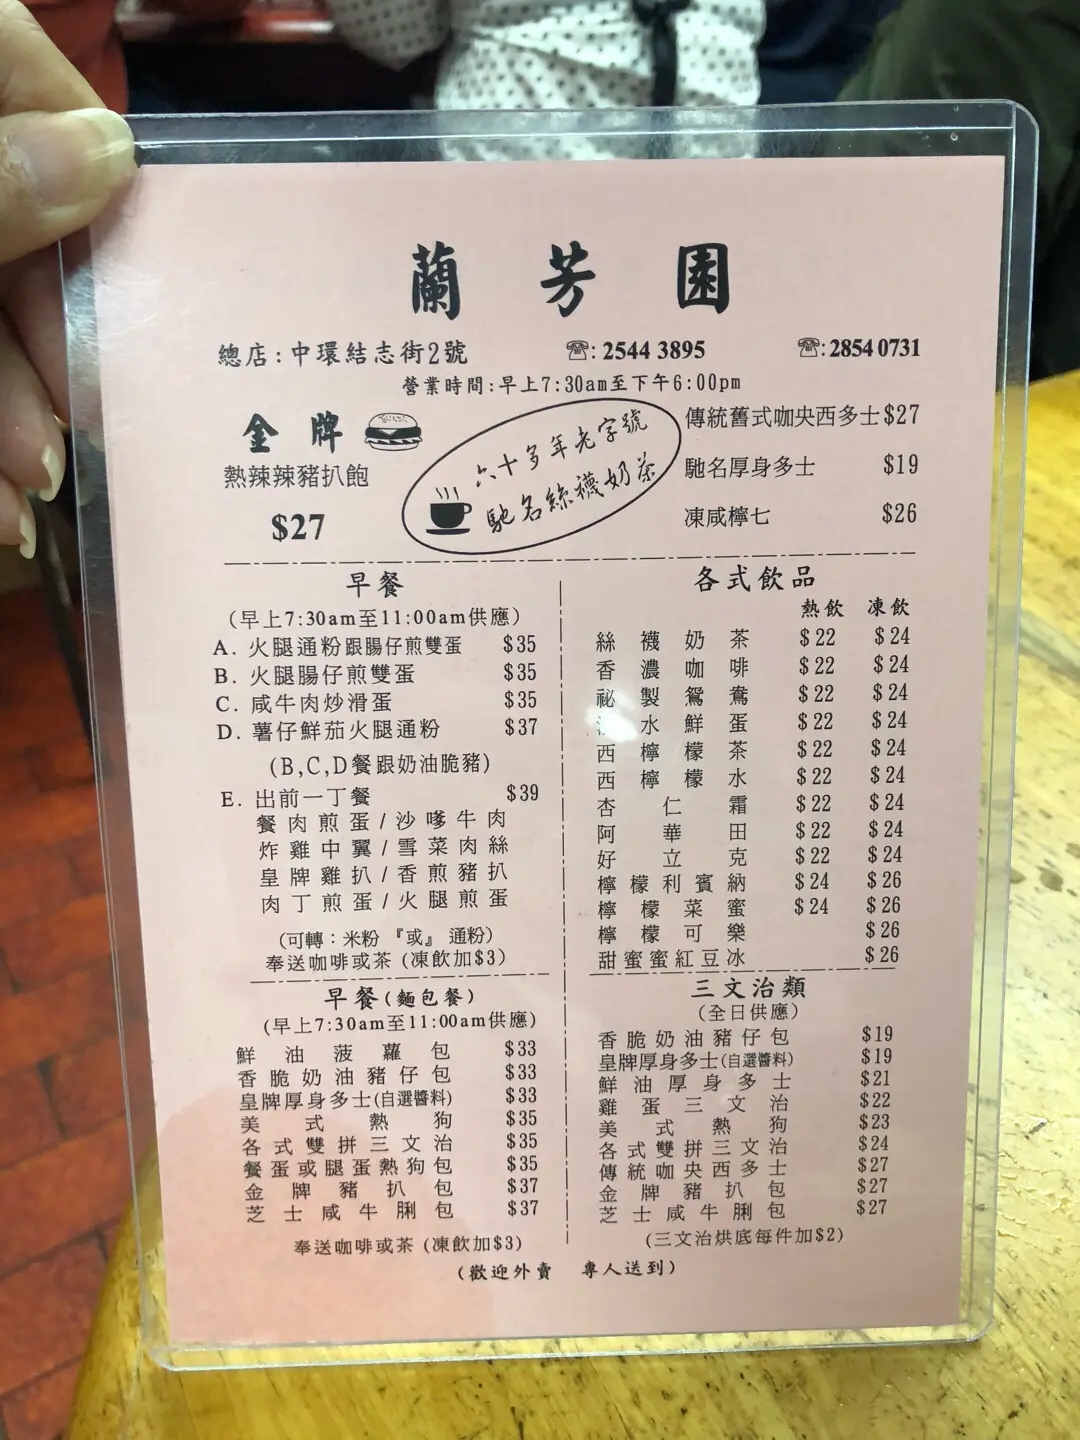 蘭芳園
總店:中環結志街2號 ☏:2544 3895 ☏:2854 0731
營業時間:早上7:30am至下午6:00pm
金牌
熱辣辣豬扒飽
$27
六十多年老字號
馳名絲襪奶茶
傳統舊式咖央西多士$27
馳名厚身多士 $19
凍咸檸七 $26
早餐
(早上7:30am至11:00am供應)
A. 火腿通粉跟腸仔煎雙蛋 $35
B. 火腿腸仔煎雙蛋 $35
C. 咸牛肉炒滑蛋 $35
D. 薯仔鮮茄火腿通粉 $37
(B,C,D餐跟奶油脆豬)
E. 出前一丁餐 $39
餐肉煎蛋/沙嗲牛肉
炸雞中翼/雪菜肉絲
皇牌雞扒/香煎豬扒
肉丁煎蛋/火腿煎蛋
(可轉:米粉『或』通粉)
奉送咖啡或茶 (凍飲加$3)
早餐(麵包餐)
(早上7:30am至11:00am供應)
鮮油菠蘿包 $33
香脆奶油豬仔包 $33
皇牌厚身多士(自選醬料) $33
美式熱狗 $35
各式雙拼三文治 $35
餐蛋或腿蛋熱狗包 $35
金牌豬扒包 $37
芝士咸牛脷包 $37
奉送咖啡或茶 (凍飲加$3)
各式飲品
熱飲 凍飲
絲襪奶茶 $22 $24
香濃咖啡 $22 $24
祕製鴛鴦 $22 $24
水鮮蛋 $22 $24
西檸檬茶 $22 $24
西檸檬水 $22 $24
杏仁霜 $22 $24
阿華田 $22 $24
好立克 $22 $24
檸檬利賓納 $24 $26
檸檬菜蜜 $24 $26
檸檬可樂 $26
甜蜜蜜紅豆冰 $26
三文治類
(全日供應)
香脆奶油豬仔包 $19
皇牌厚身多士(自選醬料) $19
鮮油厚身多士 $21
雞蛋三文治 $22
美式熱狗 $23
各式雙拼三文治 $24
傳統咖央西多士 $27
金牌豬扒包 $27
芝士咸牛脷包 $27
(三文治烘底每件加$2)
(歡迎外賣 專人送到)